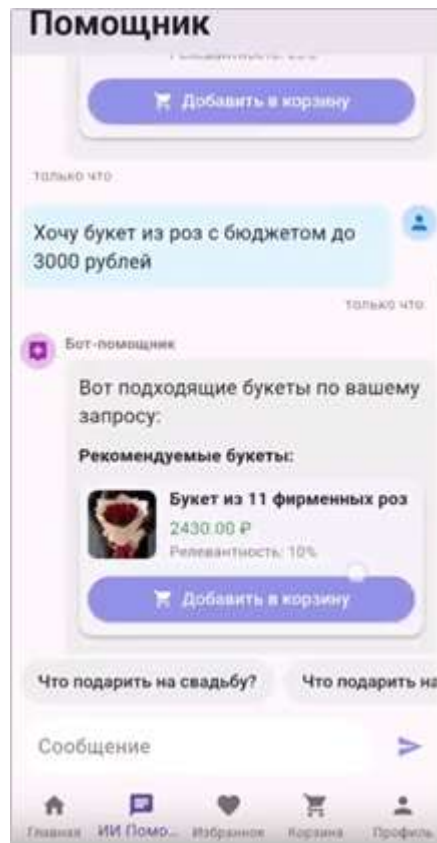 Помощник
Добавить в корзину
только что
Хочу букет из роз с бюджетом до
3000 рублей
только что
Бот-помощник
Вот подходящие букеты по вашему
запросу:
Рекомендуемые букеты:
Букет из 11 фирменных роз
2430.00 ₽
Релевантность: 10%
Добавить в корзину
Что подарить на свадьбу?
Что подарить на
Сообщение
Главная
ИИ Помо...
Избранное
Корзина
Профиль